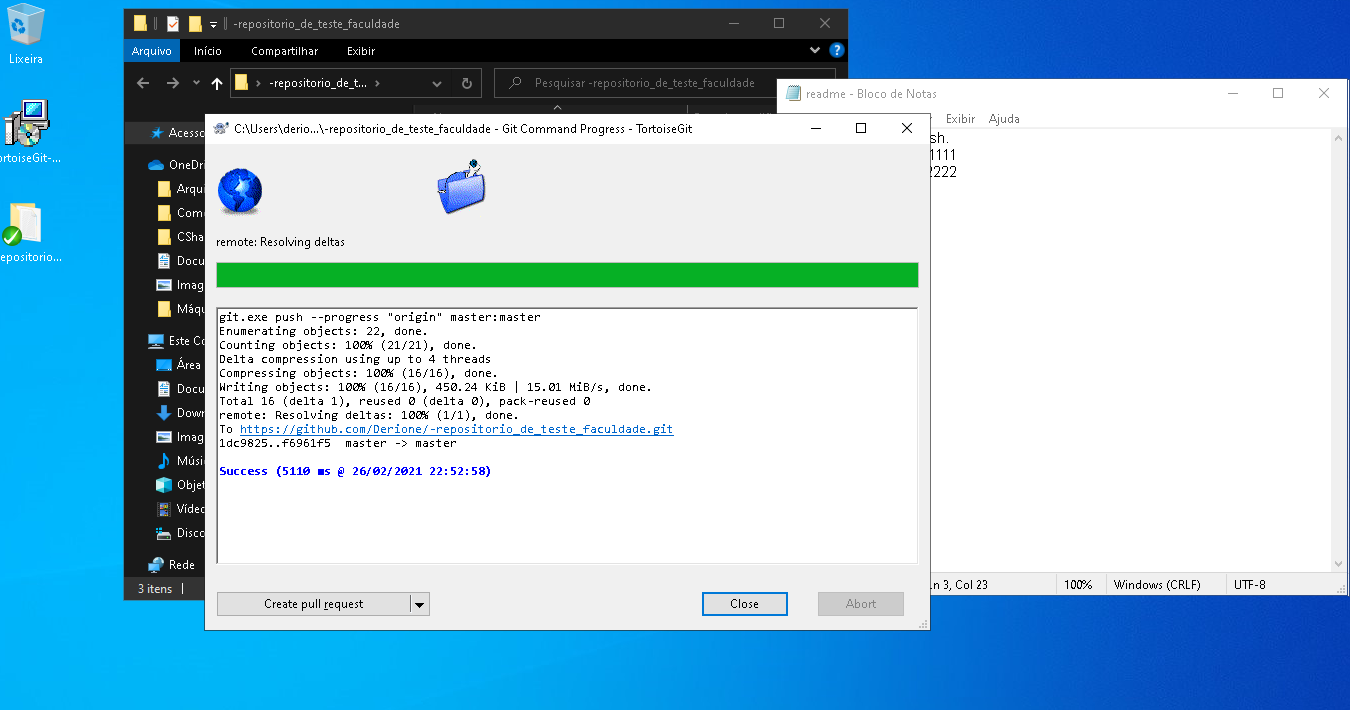 Lixeira
TortoiseGit-...
epositorio...
-repositorio_de_teste_faculdade
Arquivo Início Compartilhar Exibir
-repositorio_de_t...
Pesquisar -repositorio_de_teste_faculdade
Acesso
OneDri
Arqui
Com
CSha
Docu
Imag
Máqu
Este Co
Área
Docu
Down
Imag
Músi
Objet
Vídeo
Disco
Rede
3 itens
readme - Bloco de Notas
Exibir Ajuda
sh.
1111
2222
Ln 3, Col 23
100%
Windows (CRLF)
UTF-8
C:\Users\derio...\-repositorio_de_teste_faculdade - Git Command Progress - TortoiseGit
remote: Resolving deltas
git.exe push --progress "origin" master:master
Enumerating objects: 22, done.
Counting objects: 100% (21/21), done.
Delta compression using up to 4 threads
Compressing objects: 100% (16/16), done.
Writing objects: 100% (16/16), 450.24 KiB | 15.01 MiB/s, done.
Total 16 (delta 1), reused 0 (delta 0), pack-reused 0
remote: Resolving deltas: 100% (1/1), done.
To https://github.com/Derione/-repositorio_de_teste_faculdade.git
1dc9825..f6961f5 master -> master
Success (5110 ms @ 26/02/2021 22:52:58)
Create pull request
Close
Abort